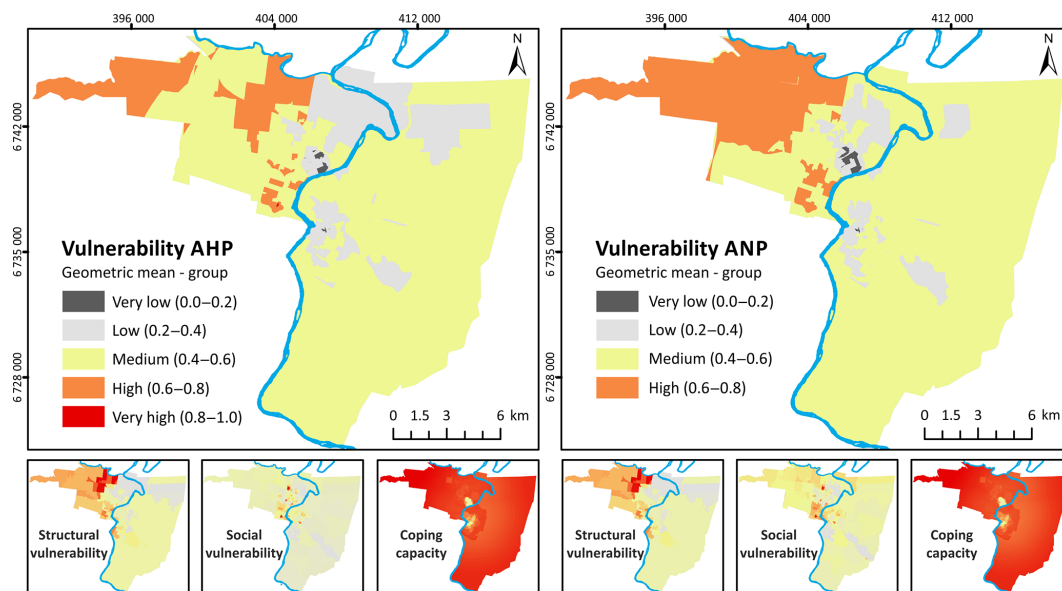 396 000
404 000
412 000
N
6 742 000
6 735 000
6 728 000
Vulnerability AHP
Geometric mean - group
Very low (0.0–0.2)
Low (0.2–0.4)
Medium (0.4–0.6)
High (0.6–0.8)
Very high (0.8–1.0)
0 1.5 3 6 km
396 000
404 000
412 000
N
6 742 000
6 735 000
6 728 000
Vulnerability ANP
Geometric mean - group
Very low (0.0–0.2)
Low (0.2–0.4)
Medium (0.4–0.6)
High (0.6–0.8)
0 1.5 3 6 km
Structural
vulnerability
Social
vulnerability
Coping
capacity
Structural
vulnerability
Social
vulnerability
Coping
capacity